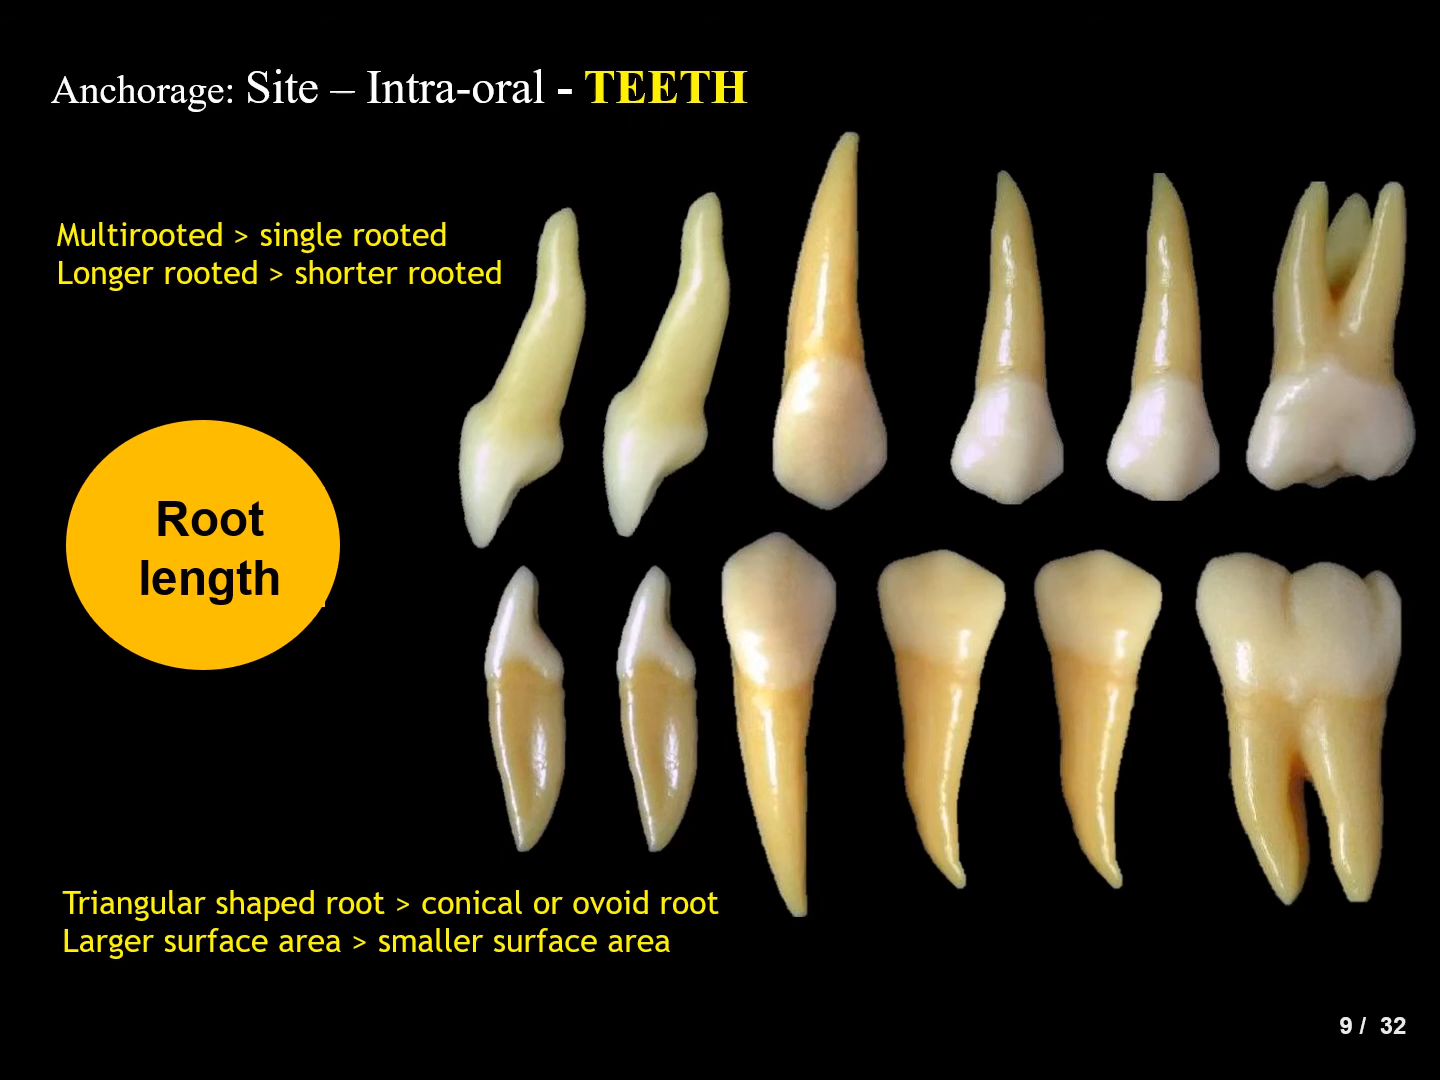 Anchorage: Site – Intra-oral - TEETH
Multirooted > single rooted
Longer rooted > shorter rooted
Root
length
Triangular shaped root > conical or ovoid root
Larger surface area > smaller surface area
9 / 32